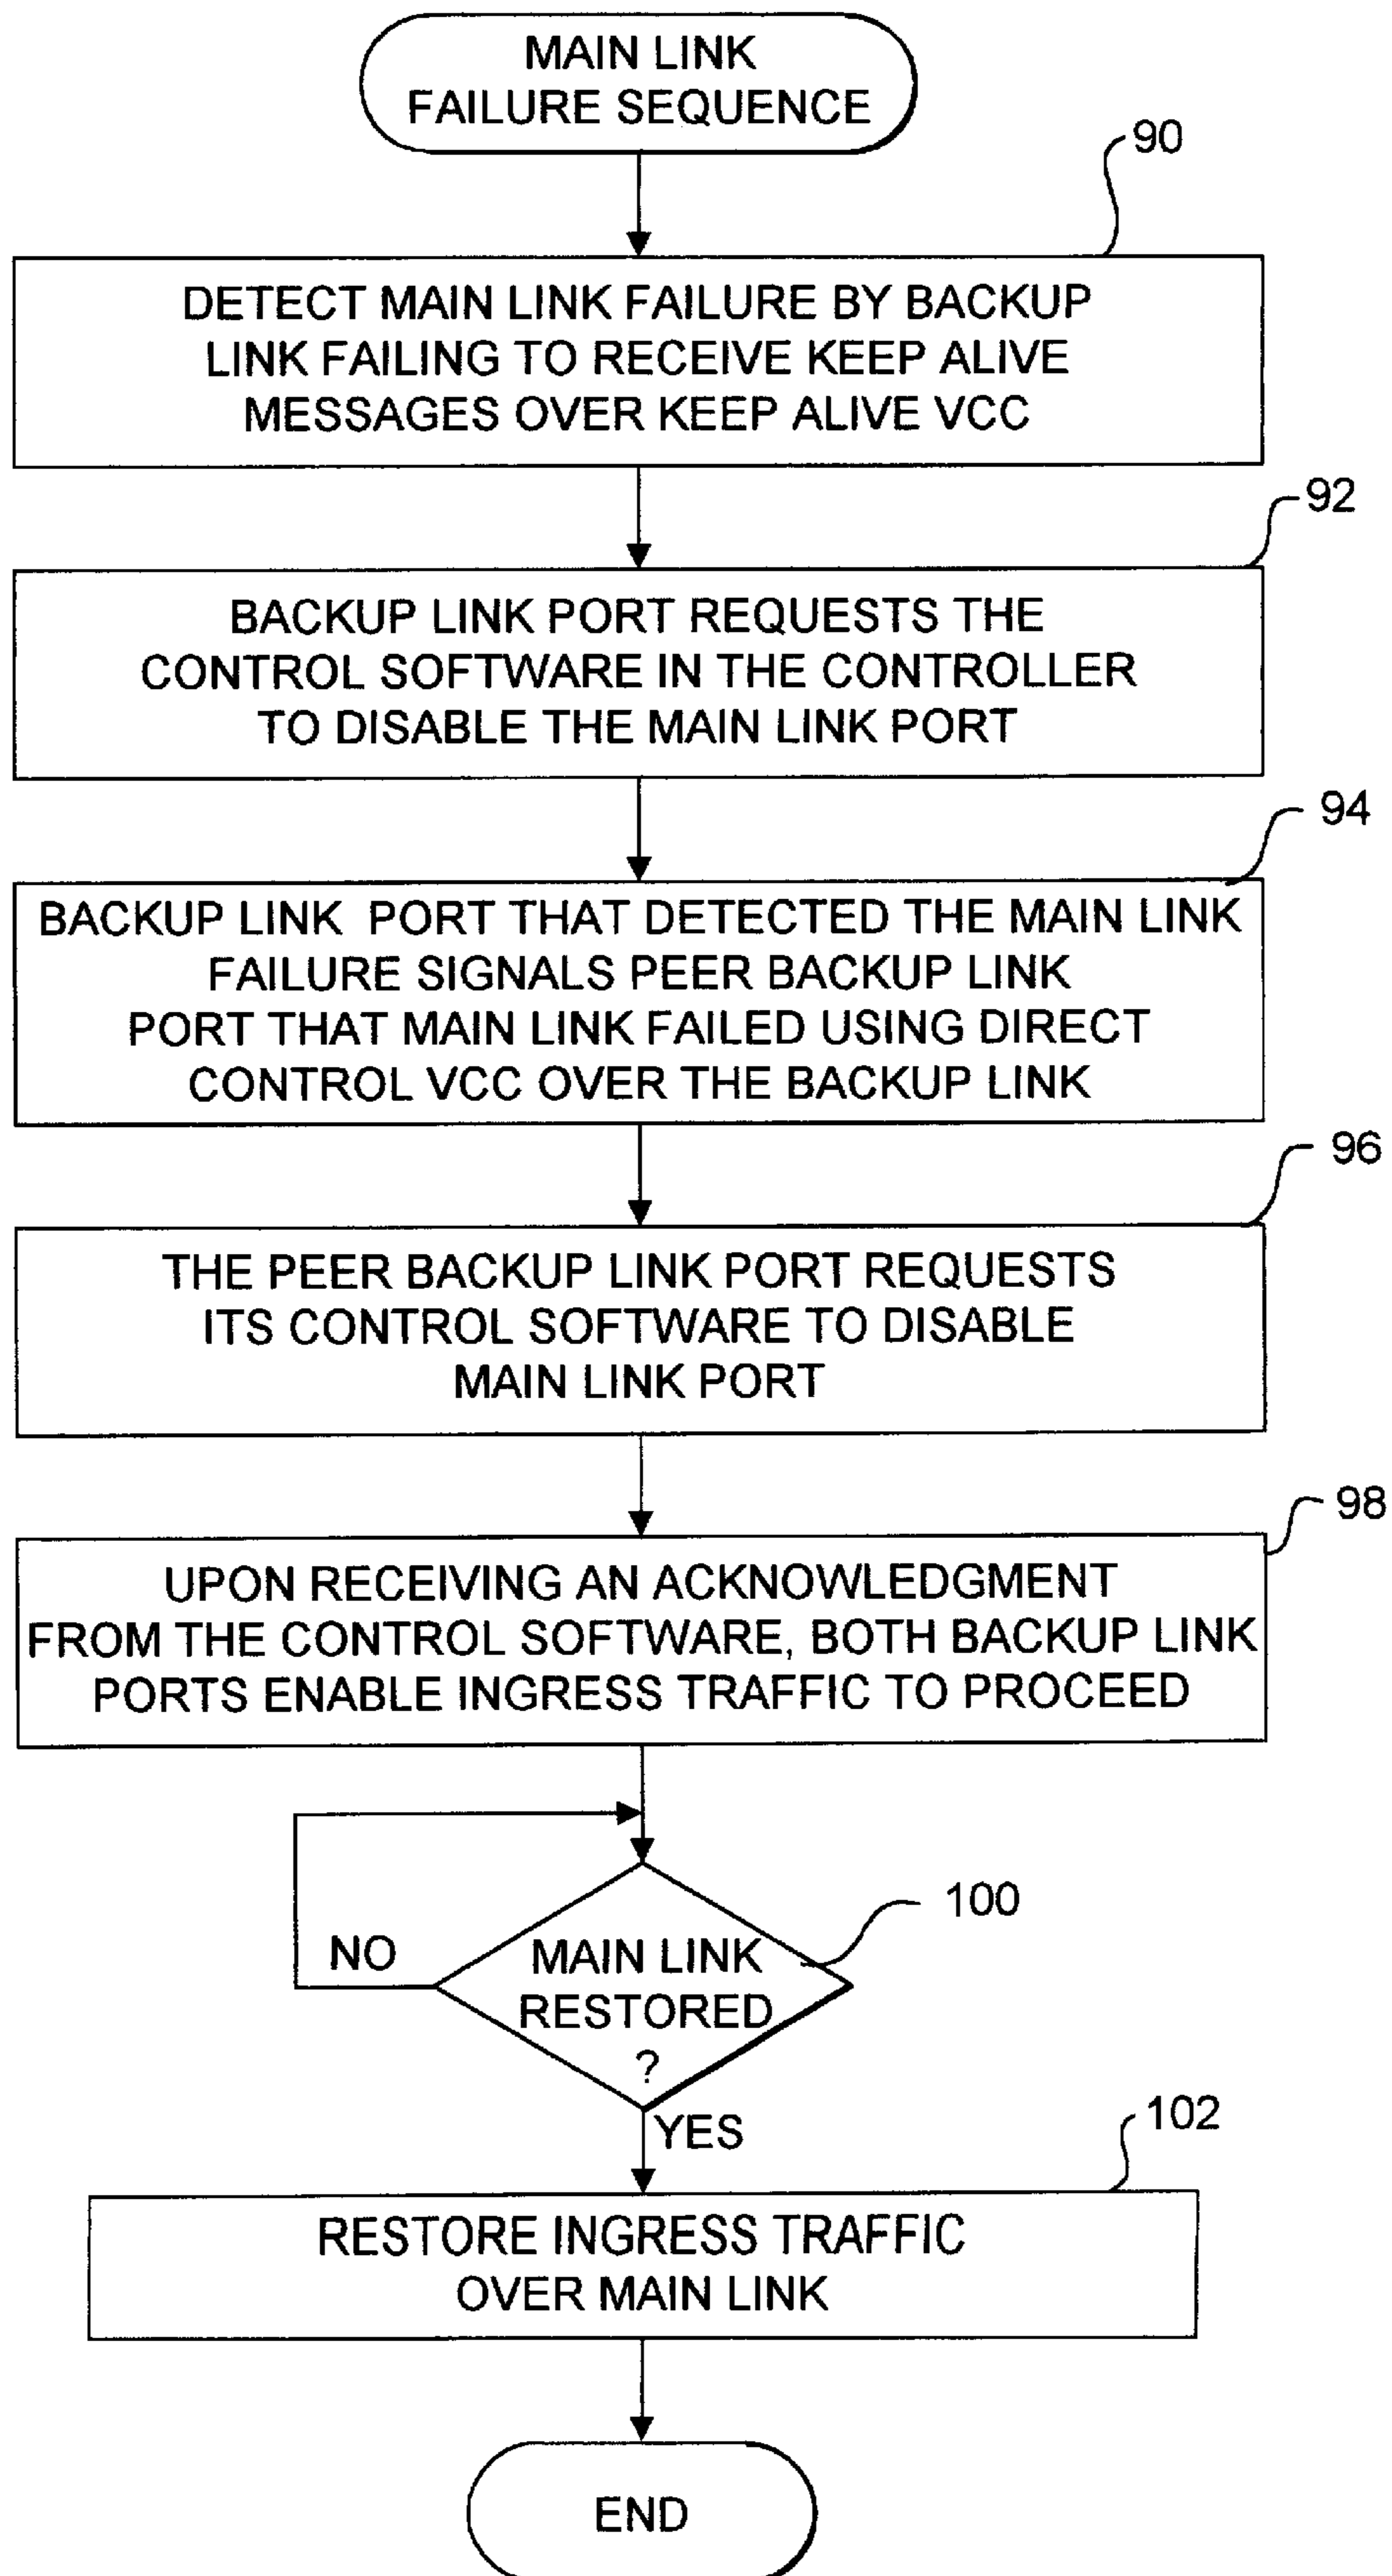 MAIN LINK
FAILURE SEQUENCE
90
DETECT MAIN LINK FAILURE BY BACKUP
LINK FAILING TO RECEIVE KEEP ALIVE
MESSAGES OVER KEEP ALIVE VCC
92
BACKUP LINK PORT REQUESTS THE
CONTROL SOFTWARE IN THE CONTROLLER
TO DISABLE THE MAIN LINK PORT
94
BACKUP LINK PORT THAT DETECTED THE MAIN LINK
FAILURE SIGNALS PEER BACKUP LINK
PORT THAT MAIN LINK FAILED USING DIRECT
CONTROL VCC OVER THE BACKUP LINK
96
THE PEER BACKUP LINK PORT REQUESTS
ITS CONTROL SOFTWARE TO DISABLE
MAIN LINK PORT
98
UPON RECEIVING AN ACKNOWLEDGMENT
FROM THE CONTROL SOFTWARE, BOTH BACKUP LINK
PORTS ENABLE INGRESS TRAFFIC TO PROCEED
100
NO
MAIN LINK
RESTORED
?
YES
102
RESTORE INGRESS TRAFFIC
OVER MAIN LINK
END